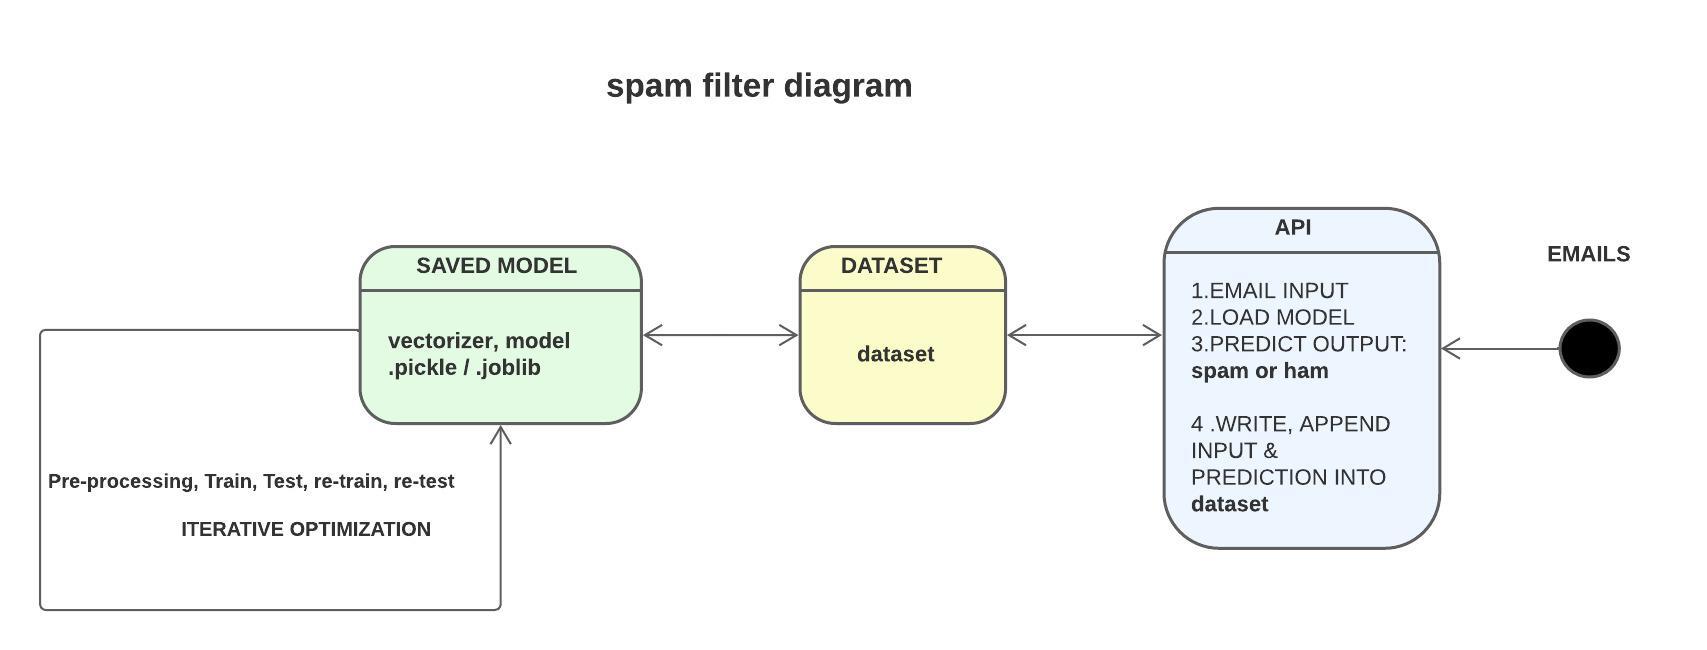 spam filter diagram
SAVED MODEL
vectorizer, model
.pickle / .joblib
DATASET
dataset
API
1.EMAIL INPUT
2.LOAD MODEL
3.PREDICT OUTPUT:
spam or ham
4 .WRITE, APPEND
INPUT &
PREDICTION INTO
dataset
EMAILS
Pre-processing, Train, Test, re-train, re-test
ITERATIVE OPTIMIZATION